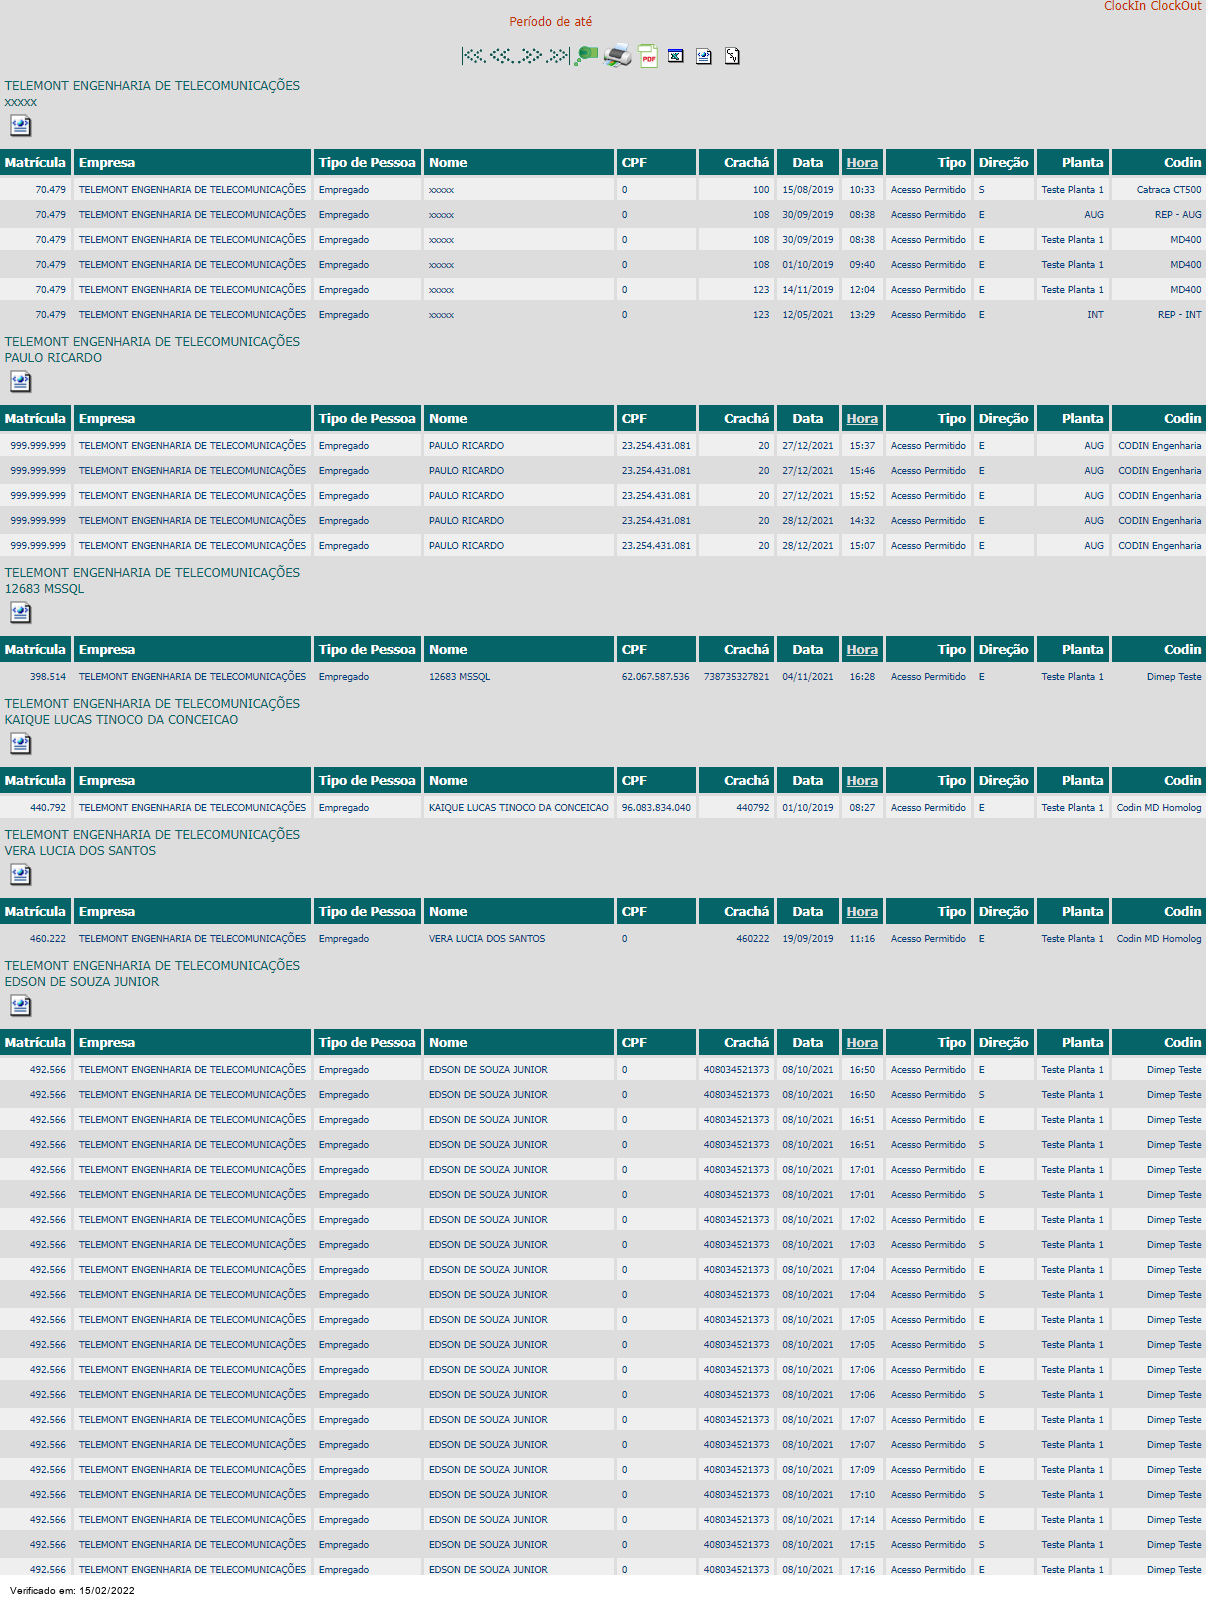 ClockIn ClockOut
Período de até
PDF
TELEMONT ENGENHARIA DE TELECOMUNICAÇÕES
xxxxx
Matrícula Empresa Tipo de Pessoa Nome CPF Crachá Data Hora Tipo Direção Planta Codin
70.479 TELEMONT ENGENHARIA DE TELECOMUNICAÇÕES Empregado xxxxx 0 100 15/08/2019 10:33 Acesso Permitido S Teste Planta 1 Catraca CT500
70.479 TELEMONT ENGENHARIA DE TELECOMUNICAÇÕES Empregado xxxxx 0 108 30/09/2019 08:38 Acesso Permitido E AUG REP - AUG
70.479 TELEMONT ENGENHARIA DE TELECOMUNICAÇÕES Empregado xxxxx 0 108 30/09/2019 08:38 Acesso Permitido E Teste Planta 1 MD400
70.479 TELEMONT ENGENHARIA DE TELECOMUNICAÇÕES Empregado xxxxx 0 108 01/10/2019 09:40 Acesso Permitido E Teste Planta 1 MD400
70.479 TELEMONT ENGENHARIA DE TELECOMUNICAÇÕES Empregado xxxxx 0 123 14/11/2019 12:04 Acesso Permitido E Teste Planta 1 MD400
70.479 TELEMONT ENGENHARIA DE TELECOMUNICAÇÕES Empregado xxxxx 0 123 12/05/2021 13:29 Acesso Permitido E INT REP - INT
TELEMONT ENGENHARIA DE TELECOMUNICAÇÕES
PAULO RICARDO
Matrícula Empresa Tipo de Pessoa Nome CPF Crachá Data Hora Tipo Direção Planta Codin
999.999.999 TELEMONT ENGENHARIA DE TELECOMUNICAÇÕES Empregado PAULO RICARDO 23.254.431.081 20 27/12/2021 15:37 Acesso Permitido E AUG CODIN Engenharia
999.999.999 TELEMONT ENGENHARIA DE TELECOMUNICAÇÕES Empregado PAULO RICARDO 23.254.431.081 20 27/12/2021 15:46 Acesso Permitido E AUG CODIN Engenharia
999.999.999 TELEMONT ENGENHARIA DE TELECOMUNICAÇÕES Empregado PAULO RICARDO 23.254.431.081 20 27/12/2021 15:52 Acesso Permitido E AUG CODIN Engenharia
999.999.999 TELEMONT ENGENHARIA DE TELECOMUNICAÇÕES Empregado PAULO RICARDO 23.254.431.081 20 28/12/2021 14:32 Acesso Permitido E AUG CODIN Engenharia
999.999.999 TELEMONT ENGENHARIA DE TELECOMUNICAÇÕES Empregado PAULO RICARDO 23.254.431.081 20 28/12/2021 15:07 Acesso Permitido E AUG CODIN Engenharia
TELEMONT ENGENHARIA DE TELECOMUNICAÇÕES
12683 MSSQL
Matrícula Empresa Tipo de Pessoa Nome CPF Crachá Data Hora Tipo Direção Planta Codin
398.514 TELEMONT ENGENHARIA DE TELECOMUNICAÇÕES Empregado 12683 MSSQL 62.067.587.536 738735327821 04/11/2021 16:28 Acesso Permitido E Teste Planta 1 Dimep Teste
TELEMONT ENGENHARIA DE TELECOMUNICAÇÕES
KAIQUE LUCAS TINOCO DA CONCEICAO
Matrícula Empresa Tipo de Pessoa Nome CPF Crachá Data Hora Tipo Direção Planta Codin
440.792 TELEMONT ENGENHARIA DE TELECOMUNICAÇÕES Empregado KAIQUE LUCAS TINOCO DA CONCEICAO 96.083.834.040 440792 01/10/2019 08:27 Acesso Permitido E Teste Planta 1 Codin MD Homolog
TELEMONT ENGENHARIA DE TELECOMUNICAÇÕES
VERA LUCIA DOS SANTOS
Matrícula Empresa Tipo de Pessoa Nome CPF Crachá Data Hora Tipo Direção Planta Codin
460.222 TELEMONT ENGENHARIA DE TELECOMUNICAÇÕES Empregado VERA LUCIA DOS SANTOS 0 460222 19/09/2019 11:16 Acesso Permitido E Teste Planta 1 Codin MD Homolog
TELEMONT ENGENHARIA DE TELECOMUNICAÇÕES
EDSON DE SOUZA JUNIOR
Matrícula Empresa Tipo de Pessoa Nome CPF Crachá Data Hora Tipo Direção Planta Codin
492.566 TELEMONT ENGENHARIA DE TELECOMUNICAÇÕES Empregado EDSON DE SOUZA JUNIOR 0 408034521373 08/10/2021 16:50 Acesso Permitido E Teste Planta 1 Dimep Teste
492.566 TELEMONT ENGENHARIA DE TELECOMUNICAÇÕES Empregado EDSON DE SOUZA JUNIOR 0 408034521373 08/10/2021 16:50 Acesso Permitido S Teste Planta 1 Dimep Teste
492.566 TELEMONT ENGENHARIA DE TELECOMUNICAÇÕES Empregado EDSON DE SOUZA JUNIOR 0 408034521373 08/10/2021 16:51 Acesso Permitido E Teste Planta 1 Dimep Teste
492.566 TELEMONT ENGENHARIA DE TELECOMUNICAÇÕES Empregado EDSON DE SOUZA JUNIOR 0 408034521373 08/10/2021 16:51 Acesso Permitido S Teste Planta 1 Dimep Teste
492.566 TELEMONT ENGENHARIA DE TELECOMUNICAÇÕES Empregado EDSON DE SOUZA JUNIOR 0 408034521373 08/10/2021 17:01 Acesso Permitido E Teste Planta 1 Dimep Teste
492.566 TELEMONT ENGENHARIA DE TELECOMUNICAÇÕES Empregado EDSON DE SOUZA JUNIOR 0 408034521373 08/10/2021 17:01 Acesso Permitido S Teste Planta 1 Dimep Teste
492.566 TELEMONT ENGENHARIA DE TELECOMUNICAÇÕES Empregado EDSON DE SOUZA JUNIOR 0 408034521373 08/10/2021 17:02 Acesso Permitido E Teste Planta 1 Dimep Teste
492.566 TELEMONT ENGENHARIA DE TELECOMUNICAÇÕES Empregado EDSON DE SOUZA JUNIOR 0 408034521373 08/10/2021 17:03 Acesso Permitido S Teste Planta 1 Dimep Teste
492.566 TELEMONT ENGENHARIA DE TELECOMUNICAÇÕES Empregado EDSON DE SOUZA JUNIOR 0 408034521373 08/10/2021 17:04 Acesso Permitido E Teste Planta 1 Dimep Teste
492.566 TELEMONT ENGENHARIA DE TELECOMUNICAÇÕES Empregado EDSON DE SOUZA JUNIOR 0 408034521373 08/10/2021 17:04 Acesso Permitido S Teste Planta 1 Dimep Teste
492.566 TELEMONT ENGENHARIA DE TELECOMUNICAÇÕES Empregado EDSON DE SOUZA JUNIOR 0 408034521373 08/10/2021 17:05 Acesso Permitido E Teste Planta 1 Dimep Teste
492.566 TELEMONT ENGENHARIA DE TELECOMUNICAÇÕES Empregado EDSON DE SOUZA JUNIOR 0 408034521373 08/10/2021 17:05 Acesso Permitido S Teste Planta 1 Dimep Teste
492.566 TELEMONT ENGENHARIA DE TELECOMUNICAÇÕES Empregado EDSON DE SOUZA JUNIOR 0 408034521373 08/10/2021 17:06 Acesso Permitido E Teste Planta 1 Dimep Teste
492.566 TELEMONT ENGENHARIA DE TELECOMUNICAÇÕES Empregado EDSON DE SOUZA JUNIOR 0 408034521373 08/10/2021 17:06 Acesso Permitido S Teste Planta 1 Dimep Teste
492.566 TELEMONT ENGENHARIA DE TELECOMUNICAÇÕES Empregado EDSON DE SOUZA JUNIOR 0 408034521373 08/10/2021 17:07 Acesso Permitido E Teste Planta 1 Dimep Teste
492.566 TELEMONT ENGENHARIA DE TELECOMUNICAÇÕES Empregado EDSON DE SOUZA JUNIOR 0 408034521373 08/10/2021 17:07 Acesso Permitido S Teste Planta 1 Dimep Teste
492.566 TELEMONT ENGENHARIA DE TELECOMUNICAÇÕES Empregado EDSON DE SOUZA JUNIOR 0 408034521373 08/10/2021 17:09 Acesso Permitido E Teste Planta 1 Dimep Teste
492.566 TELEMONT ENGENHARIA DE TELECOMUNICAÇÕES Empregado EDSON DE SOUZA JUNIOR 0 408034521373 08/10/2021 17:10 Acesso Permitido S Teste Planta 1 Dimep Teste
492.566 TELEMONT ENGENHARIA DE TELECOMUNICAÇÕES Empregado EDSON DE SOUZA JUNIOR 0 408034521373 08/10/2021 17:14 Acesso Permitido E Teste Planta 1 Dimep Teste
492.566 TELEMONT ENGENHARIA DE TELECOMUNICAÇÕES Empregado EDSON DE SOUZA JUNIOR 0 408034521373 08/10/2021 17:15 Acesso Permitido S Teste Planta 1 Dimep Teste
492.566 TELEMONT ENGENHARIA DE TELECOMUNICAÇÕES Empregado EDSON DE SOUZA JUNIOR 0 408034521373 08/10/2021 17:16 Acesso Permitido E Teste Planta 1 Dimep Teste
Verificado em: 15/02/2022